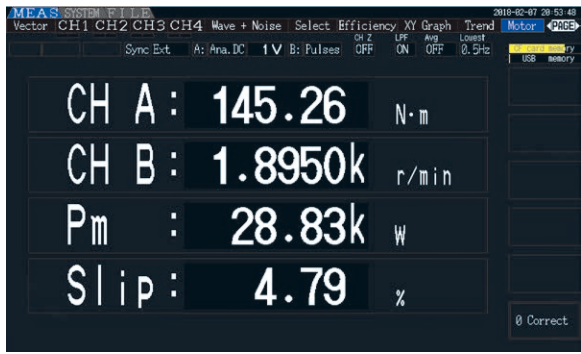 MEAS SYSTEM FILE 2018-02-07 20:53:48
Vector CH1 CH2 CH3 CH4 Wave + Noise Select Efficiency XY Graph Trend Motor PAGE
CH Z LPF Avg Lowest
Sync Ext A: Ana.DC 1 V B: Pulses OFF ON OFF 0.5Hz
CF card memory
USB memory
CH A: 145.26 N·m
CH B: 1.8950k r/min
Pm : 28.83k W
Slip: 4.79 %
0 Correct